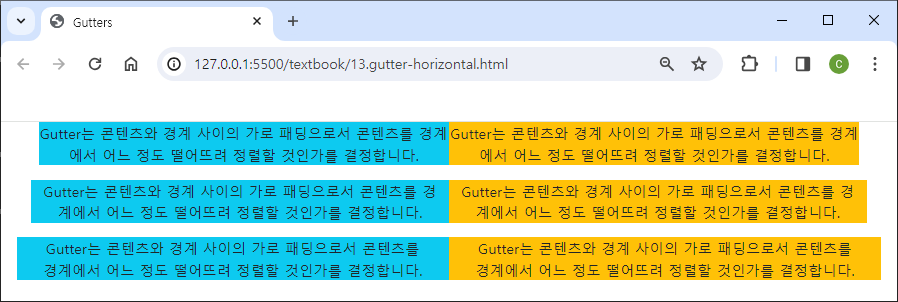 Gutters
127.0.0.1:5500/textbook/13.gutter-horizontal.html
C
Gutter는 콘텐츠와 경계 사이의 가로 패딩으로서 콘텐츠를 경계
에서 어느 정도 떨어뜨려 정렬할 것인가를 결정합니다.
Gutter는 콘텐츠와 경계 사이의 가로 패딩으로서 콘텐츠를 경계
에서 어느 정도 떨어뜨려 정렬할 것인가를 결정합니다.
Gutter는 콘텐츠와 경계 사이의 가로 패딩으로서 콘텐츠를 경
계에서 어느 정도 떨어뜨려 정렬할 것인가를 결정합니다.
Gutter는 콘텐츠와 경계 사이의 가로 패딩으로서 콘텐츠를 경
계에서 어느 정도 떨어뜨려 정렬할 것인가를 결정합니다.
Gutter는 콘텐츠와 경계 사이의 가로 패딩으로서 콘텐츠를
경계에서 어느 정도 떨어뜨려 정렬할 것인가를 결정합니다.
Gutter는 콘텐츠와 경계 사이의 가로 패딩으로서 콘텐츠를
경계에서 어느 정도 떨어뜨려 정렬할 것인가를 결정합니다.